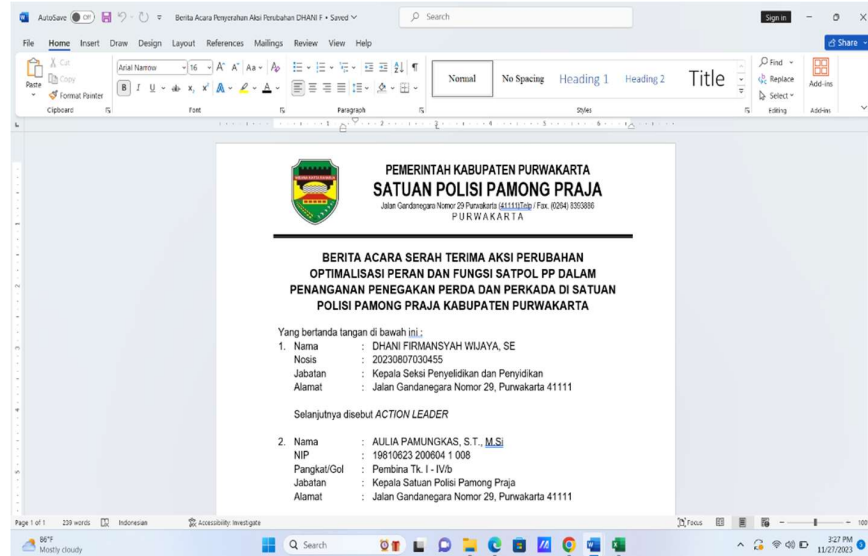 AutoSave Off Berita Acara Penyerahan Aksi Perubahan DHANI F • Saved Search Sign in
File Home Insert Draw Design Layout References Mailings Review View Help Share
Paste Cut Copy Format Painter
Arial Narrow 16
Normal No Spacing Heading 1 Heading 2 Title
Find Replace Select Add-ins
Clipboard Font Paragraph Styles Editing Add-ins
PEMERINTAH KABUPATEN PURWAKARTA
SATUAN POLISI PAMONG PRAJA
Jalan Gandanegara Nomor 29 Purwakarta (41111)Telp / Fax. (0264) 8393886
PURWAKARTA
BERITA ACARA SERAH TERIMA AKSI PERUBAHAN
OPTIMALISASI PERAN DAN FUNGSI SATPOL PP DALAM
PENANGANAN PENEGAKAN PERDA DAN PERKADA DI SATUAN
POLISI PAMONG PRAJA KABUPATEN PURWAKARTA
Yang bertanda tangan di bawah ini :
1. Nama : DHANI FIRMANSYAH WIJAYA, SE
Nosis : 20230807030455
Jabatan : Kepala Seksi Penyelidikan dan Penyidikan
Alamat : Jalan Gandanegara Nomor 29, Purwakarta 41111
Selanjutnya disebut ACTION LEADER
2. Nama : AULIA PAMUNGKAS, S.T., M.Si
NIP : 19810623 200604 1 008
Pangkat/Gol : Pembina Tk. I - IV/b
Jabatan : Kepala Satuan Polisi Pamong Praja
Alamat : Jalan Gandanegara Nomor 29, Purwakarta 41111
Page 1 of 1 239 words Indonesian Accessibility: Investigate Focus
86°F
Mostly cloudy
Search
3:27 PM
11/27/2023